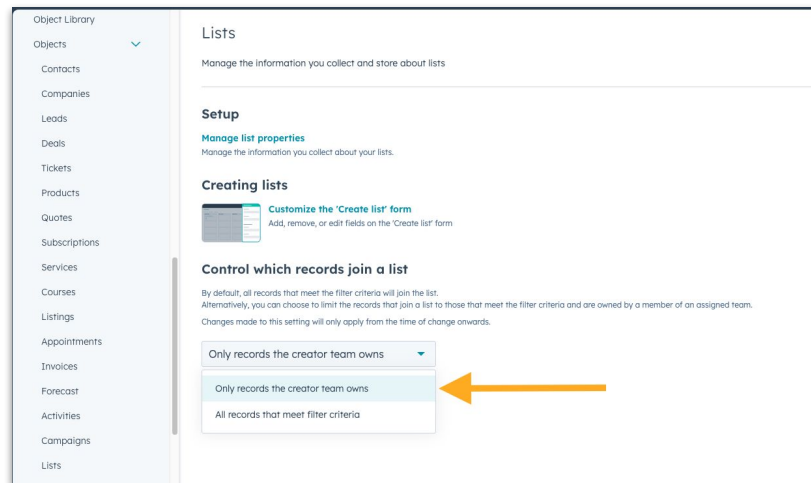 Object Library
Objects
Contacts
Companies
Leads
Deals
Tickets
Products
Quotes
Subscriptions
Services
Courses
Listings
Appointments
Invoices
Forecast
Activities
Campaigns
Lists
Lists
Manage the information you collect and store about lists
Setup
Manage list properties
Manage the information you collect about your lists.
Creating lists
Customize the 'Create list' form
Add, remove, or edit fields on the 'Create list' form
Control which records join a list
By default, all records that meet the filter criteria will join the list.
Alternatively, you can choose to limit the records that join a list to those that meet the filter criteria and are owned by a member of an assigned team.
Changes made to this setting will only apply from the time of change onwards.
Only records the creator team owns
Only records the creator team owns
All records that meet filter criteria